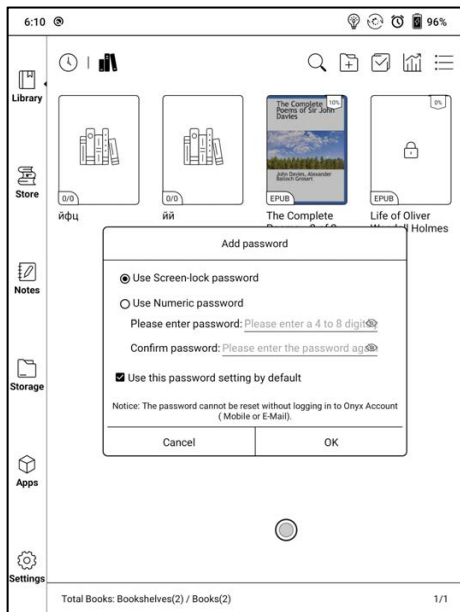 6:10 96%
Library
Store
Notes
Storage
Apps
Settings
The Complete
Poems of Sir John
Davies
10%
John Davies, Alexander
Balloch Grosart
0%
0/0
0/0
EPUB
EPUB
йфц
йй
The Complete
Life of Oliver
Holmes
Add password
Use Screen-lock password
Use Numeric password
Please enter password: Please enter a 4 to 8 digit
Confirm password: Please enter the password again
Use this password setting by default
Notice: The password cannot be reset without logging in to Onyx Account
( Mobile or E-Mail).
Cancel OK
Total Books: Bookshelves(2) / Books(2) 1/1